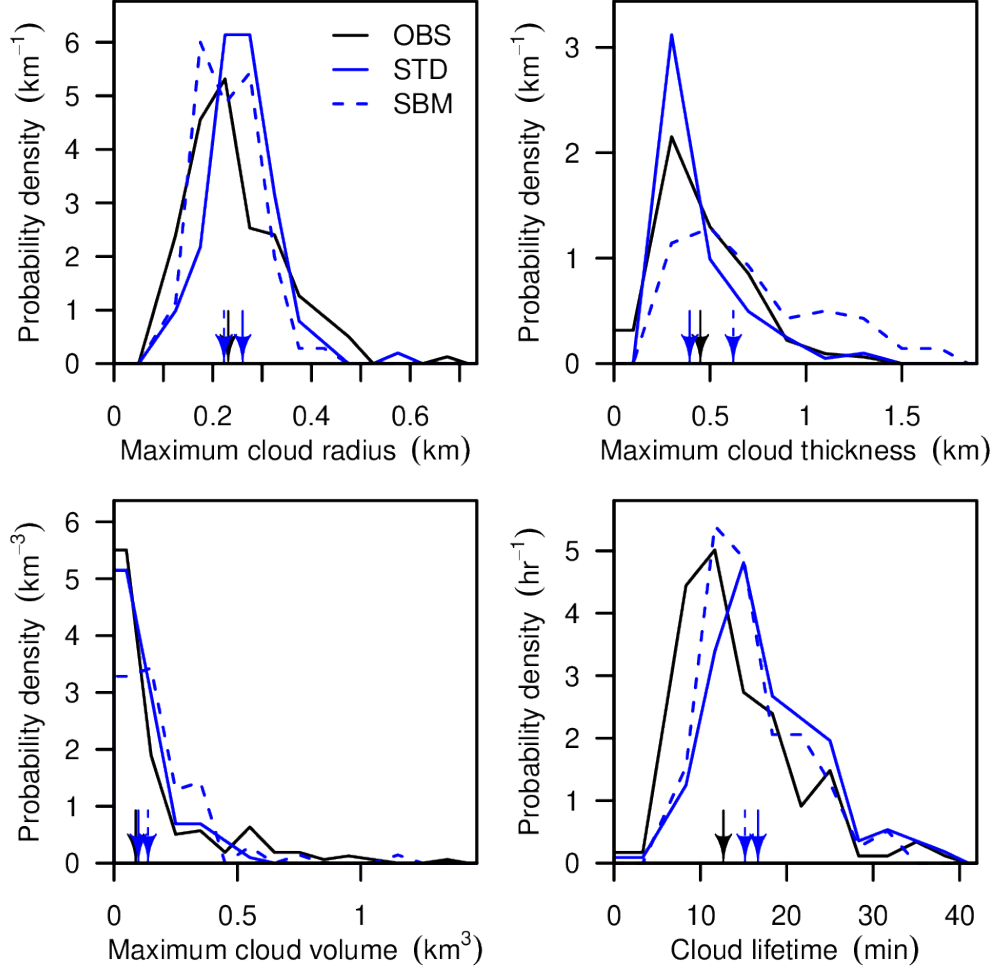 Probability density (km⁻¹)
6
5
4
3
2
1
0
OBS
STD
SBM
0 0.2 0.4 0.6
Maximum cloud radius (km)
Probability density (km⁻¹)
3
2
1
0
0 0.5 1 1.5
Maximum cloud thickness (km)
Probability density (km⁻³)
6
5
4
3
2
1
0
0 0.5 1
Maximum cloud volume (km³)
Probability density (hr⁻¹)
5
4
3
2
1
0
0 10 20 30 40
Cloud lifetime (min)